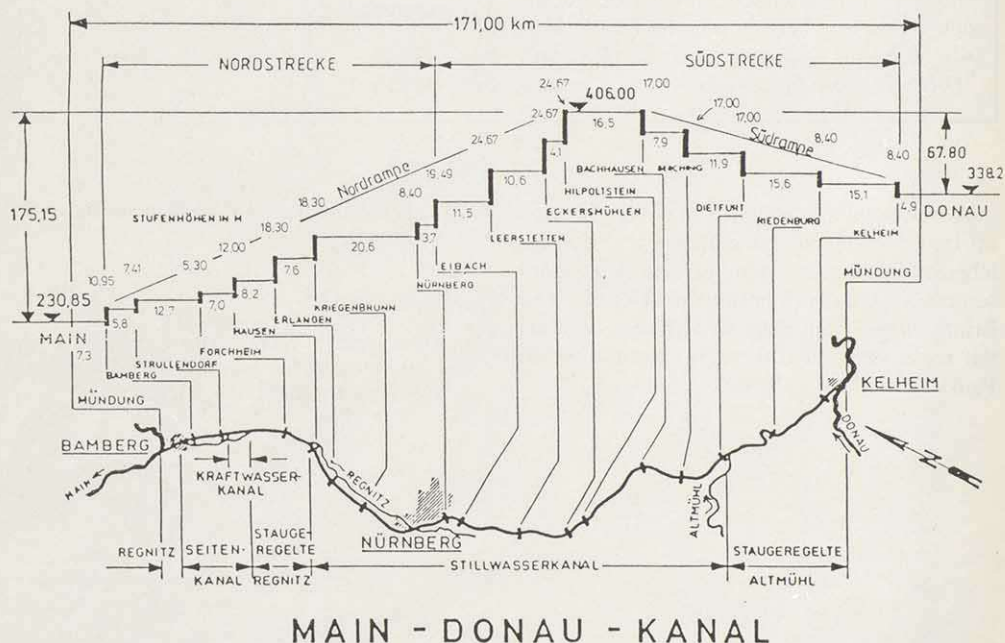 171,00 km
NORDSTRECKE
SÜDSTRECKE
24,67
406.00
17,00
24,67
16,5
17,00
17,00
24,67
4,1
7,9
Südrampe
8,40
8,40
67.80
338.2
175,15
Nordrampe
19,49
10,6
BACHHAUSEN
11,9
HILPOLTSTEIN
15,6
15,1
4,9
DONAU
STUFENHÖHEN IN M
18,30
8,40
11,5
ECKERSMÜHLEN
DIETFURT
RIEDENBURG
KELHEIM
18,30
12,00
5,30
7,41
10,95
20,6
3,7
LEERSTETTEN
EIBACH
MÜNDUNG
7,6
NÜRNBERG
230,85
8,2
KRIEGENBRUNN
MAIN
5,8
12,7
7,0
ERLANGEN
HAUSEN
7,3
FORCHHEIM
STRULLENDORF
BAMBERG
MÜNDUNG
KELHEIM
BAMBERG
DONAU
N
MAIN
KRAFTWASSER-
KANAL
REGNITZ
ALTMÜHL
NÜRNBERG
REGNITZ
SEITEN-
KANAL
STAUGE-
REGELTE
REGNITZ
STILLWASSERKANAL
STAUGEREGELTE
ALTMÜHL
MAIN - DONAU - KANAL